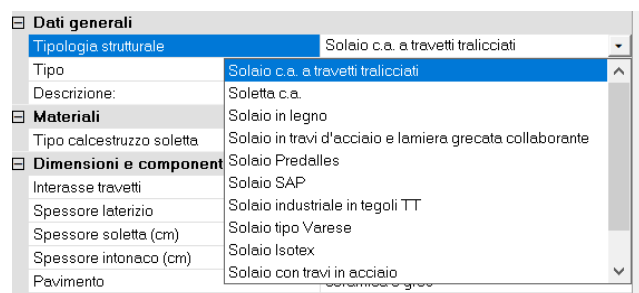 Dati generali
Tipologia strutturale Solaio c.a. a travetti tralicciati
Tipo Solaio c.a. a travetti tralicciati
Descrizione: Soletta c.a.
Materiali Solaio in legno
Tipo calcestruzzo soletta Solaio in travi d'acciaio e lamiera grecata collaborante
Dimensioni e component Solaio Predalles
Interasse travetti Solaio SAP
Spessore laterizio Solaio industriale in tegoli TT
Spessore soletta (cm) Solaio tipo Varese
Spessore intonaco (cm) Solaio Isotex
Pavimento Solaio con travi in acciaio